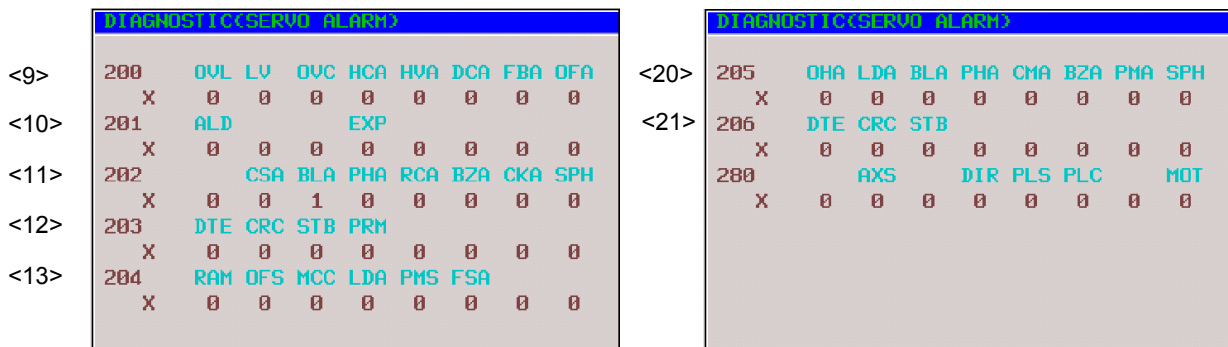 DIAGNOSTIC(SERVO ALARM)
<9> 200 OVL LV OVC HCA HVA DCA FBA OFA
X 0 0 0 0 0 0 0 0
<10> 201 ALD EXP
X 0 0 0 0 0 0 0 0
<11> 202 CSA BLA PHA RCA BZA CKA SPH
X 0 0 1 0 0 0 0 0
<12> 203 DTE CRC STB PRM
X 0 0 0 0 0 0 0 0
<13> 204 RAM OFS MCC LDA PMS FSA
X 0 0 0 0 0 0 0 0
DIAGNOSTIC(SERVO ALARM)
<20> 205 OHA LDA BLA PHA CMA BZA PMA SPH
X 0 0 0 0 0 0 0 0
<21> 206 DTE CRC STB
X 0 0 0 0 0 0 0 0
280 AXS DIR PLS PLC MOT
X 0 0 0 0 0 0 0 0